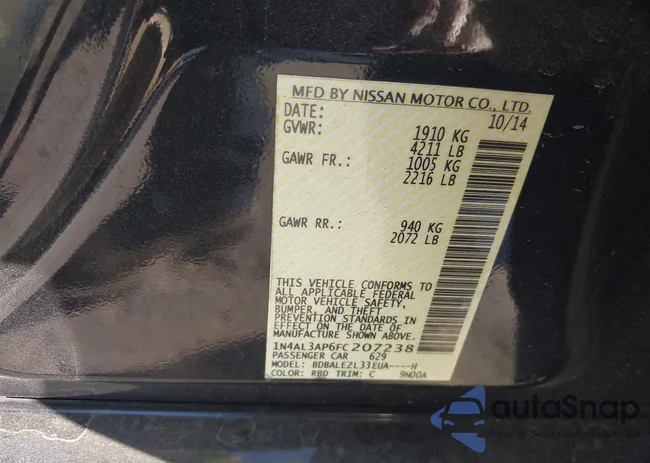 MFD BY NISSAN MOTOR CO., LTD.
DATE: 10/14
GVWR: 1910 KG
4211 LB
GAWR FR.: 1005 KG
2216 LB
GAWR RR.: 940 KG
2072 LB
THIS VEHICLE CONFORMS TO
ALL APPLICABLE FEDERAL
MOTOR VEHICLE SAFETY,
BUMPER, AND THEFT
PREVENTION STANDARDS IN
EFFECT ON THE DATE OF
MANUFACTURE SHOWN ABOVE.
1N4AL3AP6FC207238
PASSENGER CAR 629
MODEL: BDBALEZL33EUA----H
COLOR: RBD TRIM: C 9N00A
autoSnap